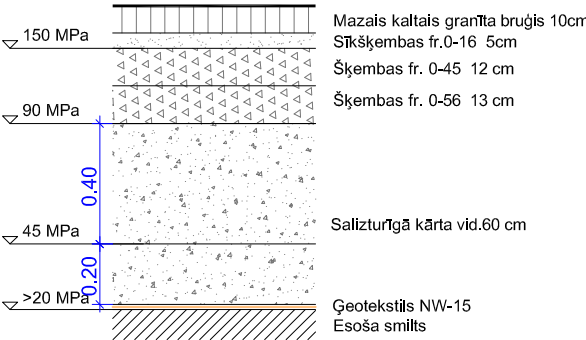 Mazais kaltais granīta bruģis 10cm
150 MPa
Sīkšķembas fr.0-16 5cm
Šķembas fr. 0-45 12 cm
Šķembas fr. 0-56 13 cm
90 MPa
0.40
Salizturīgā kārta vid.60 cm
45 MPa
0.20
>20 MPa
Ģeotekstils NW-15
Esoša smilts